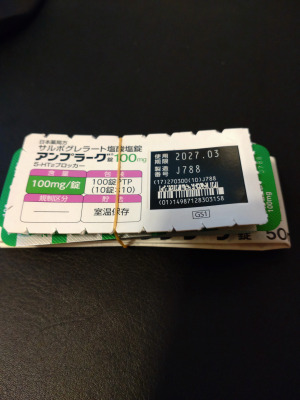 日本薬局方
サルポグレラート塩酸塩錠
アンプラーグ錠100mg
5-HT2ブロッカー
含量
包装
100mg/錠
100錠 PTP
(10錠×10)
規制区分
貯法
室温保存
使用期限 2027.03
製造番号 J788
(17)270300(10)J788
(01)14987128303158
GS1
100mg
錠 50